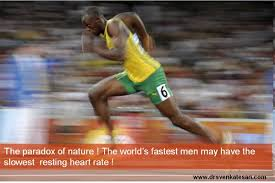 6
The paradox of nature ! The world's fastest men may have the
slowest  resting heart rate !
www.drsvenkatesan.com